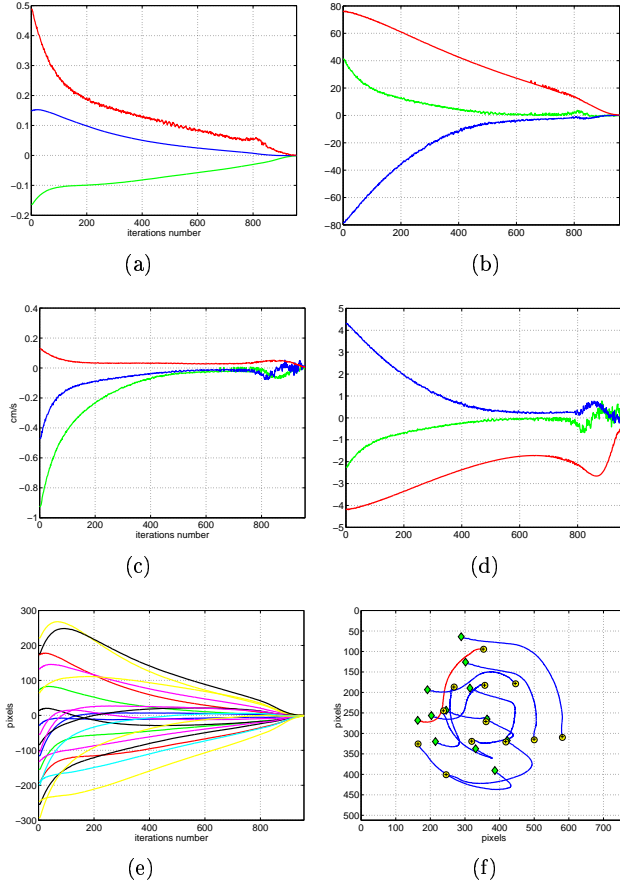 0.5
0.4
0.3
0.2
0.1
0
−0.1
−0.2
0 200 400 600 800
iterstions number
(a)
80
60
40
20
0
−20
−40
−60
−80
0 200 400 600 800
(b)
0.4
0.2
0
−0.2
−0.4
−0.6
−0.8
−1
cm/s
0 200 400 600 800
iterstions number
(c)
5
4
3
2
1
0
−1
−2
−3
−4
−5
0 200 400 600 800
(d)
300
200
100
0
−100
−200
−300
pixels
0 200 400 600 800
iterstions number
(e)
0
50
100
150
200
250
300
350
400
450
500
pixels
0 100 200 300 400 500 600 700
pixels
(f)